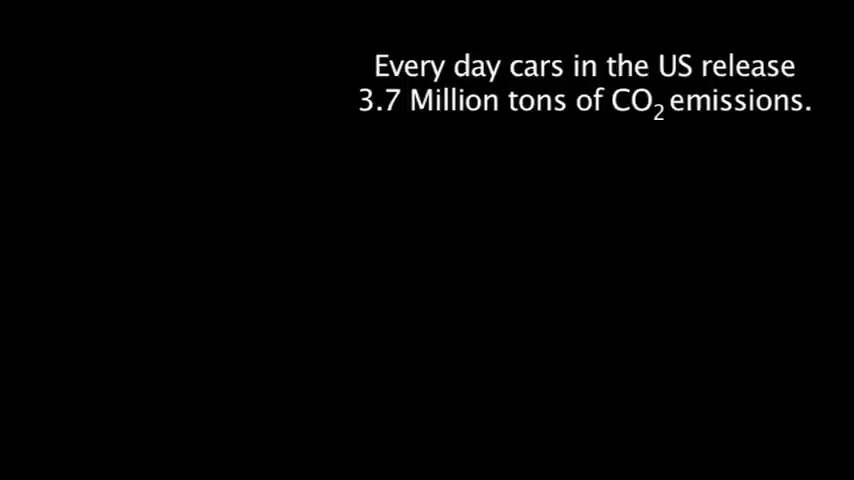 Every day cars in the US release
3.7 Million tons of CO₂ emissions.